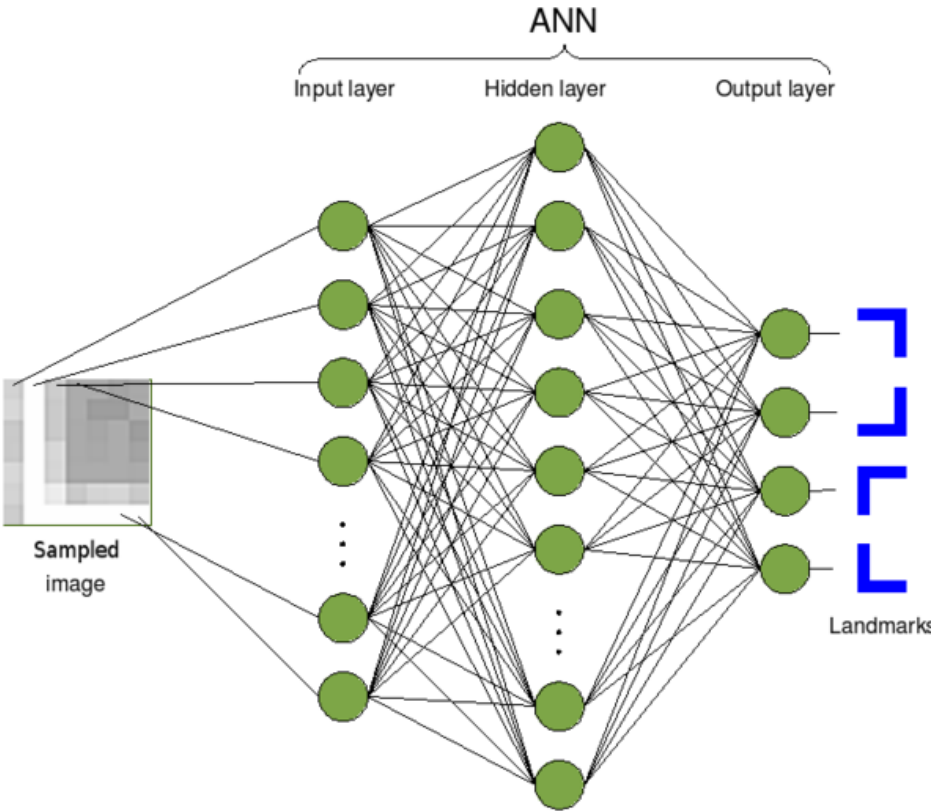 ANN
Input layer
Hidden layer
Output layer
Sampled
image
Landmarks